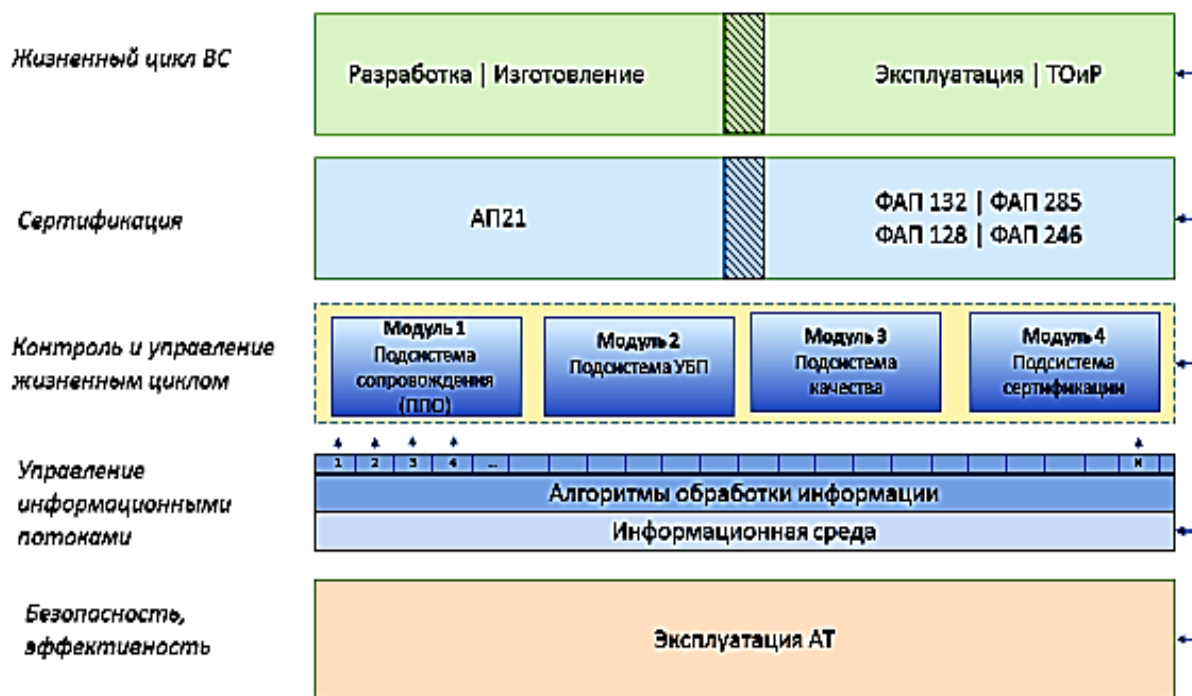 Жизненный цикл ВС
Разработка | Изготовление
Эксплуатация | ТОиР
Сертификация
АП21
ФАП 132 | ФАП 285
ФАП 128 | ФАП 246
Контроль и управление
жизненным циклом
Модуль 1
Подсистема
сопровождения
(ППО)
Модуль 2
Подсистема УБП
Модуль 3
Подсистема
качества
Модуль 4
Подсистема
сертификации
Управление
информационными
потоками
1 2 3 4 ... N
Алгоритмы обработки информации
Информационная среда
Безопасность,
эффективность
Эксплуатация АТ